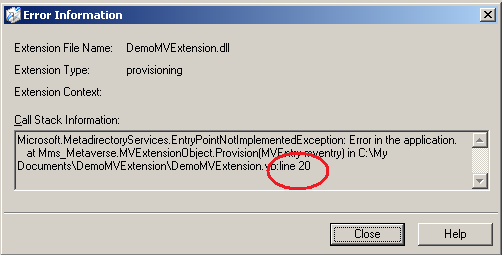 Error Information
Extension File Name: DemoMVExtension.dll
Extension Type: provisioning
Extension Context:
Call Stack Information:
Microsoft.MetadirectoryServices.EntryPointNotImplementedException: Error in the application.
at Mms_Metaverse.MVExtensionObject.Provision(MVEntry mventry) in C:\My
Documents\DemoMVExtension\DemoMVExtension.vb:line 20
Close
Help